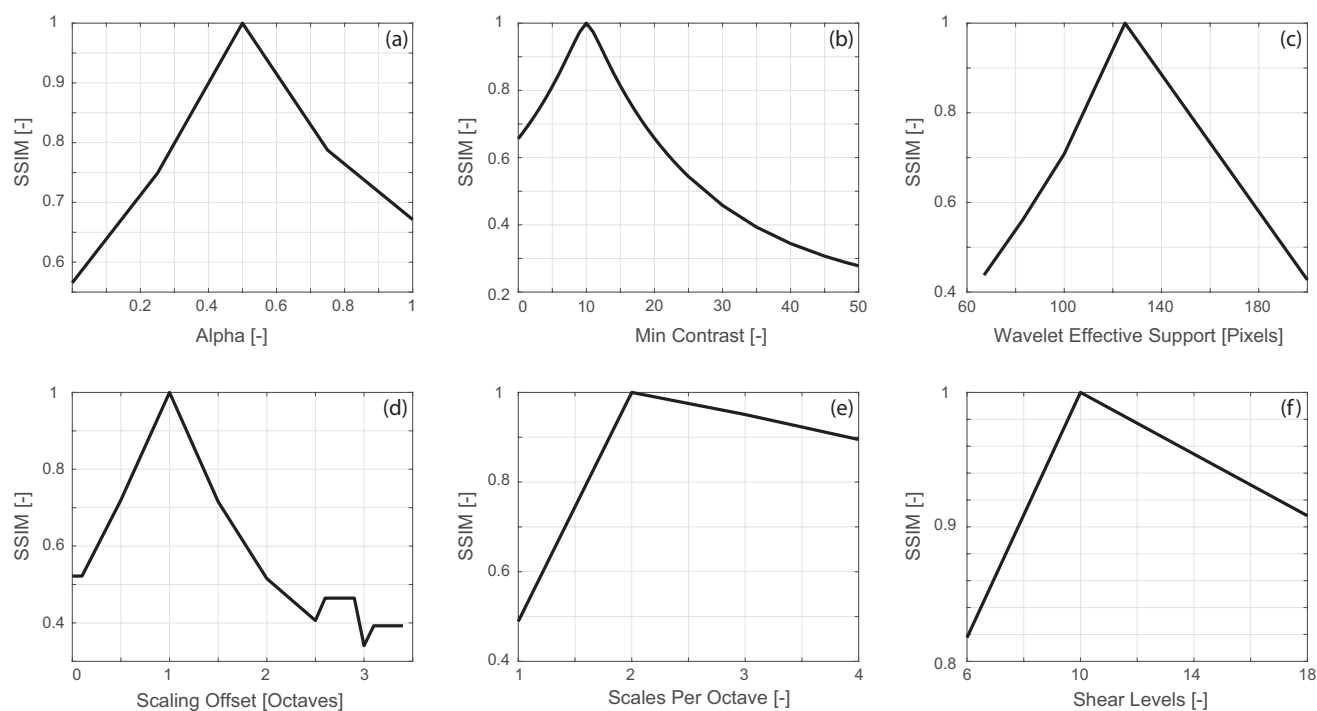 (a)
1
0.9
0.8
0.7
0.6
SSIM [-]
0.2 0.4 0.6 0.8 1
Alpha [-]
(b)
1
0.8
0.6
0.4
0.2
SSIM [-]
0 10 20 30 40 50
Min Contrast [-]
(c)
1
0.8
0.6
0.4
SSIM [-]
60 100 140 180
Wavelet Effective Support [Pixels]
(d)
1
0.8
0.6
0.4
SSIM [-]
0 1 2 3
Scaling Offset [Octaves]
(e)
1
0.8
0.6
0.4
SSIM [-]
1 2 3 4
Scales Per Octave [-]
(f)
1
0.9
0.8
SSIM [-]
6 10 14 18
Shear Levels [-]